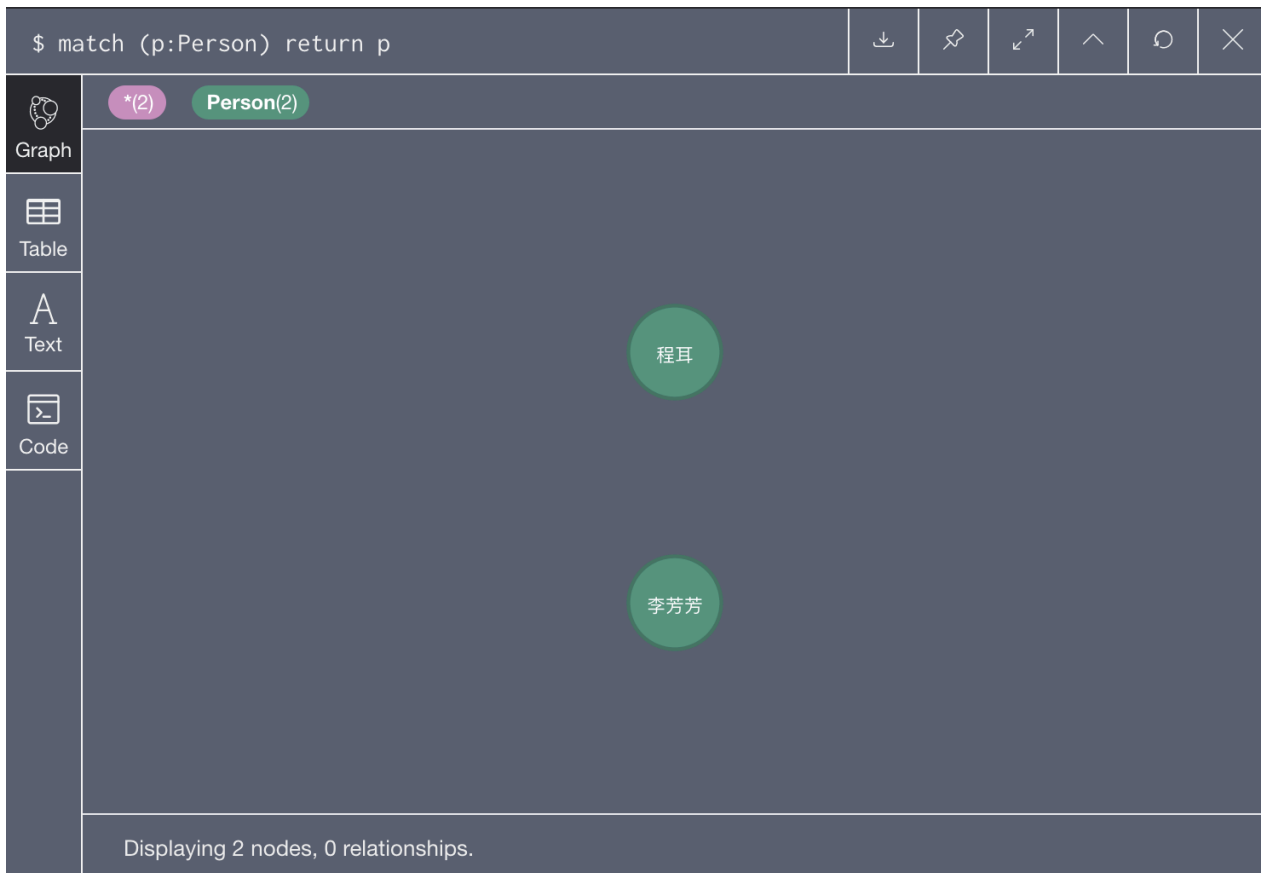 $ match (p:Person) return p
*(2) Person(2)
Graph
Table
Text
Code
程耳
李芳芳
Displaying 2 nodes, 0 relationships.